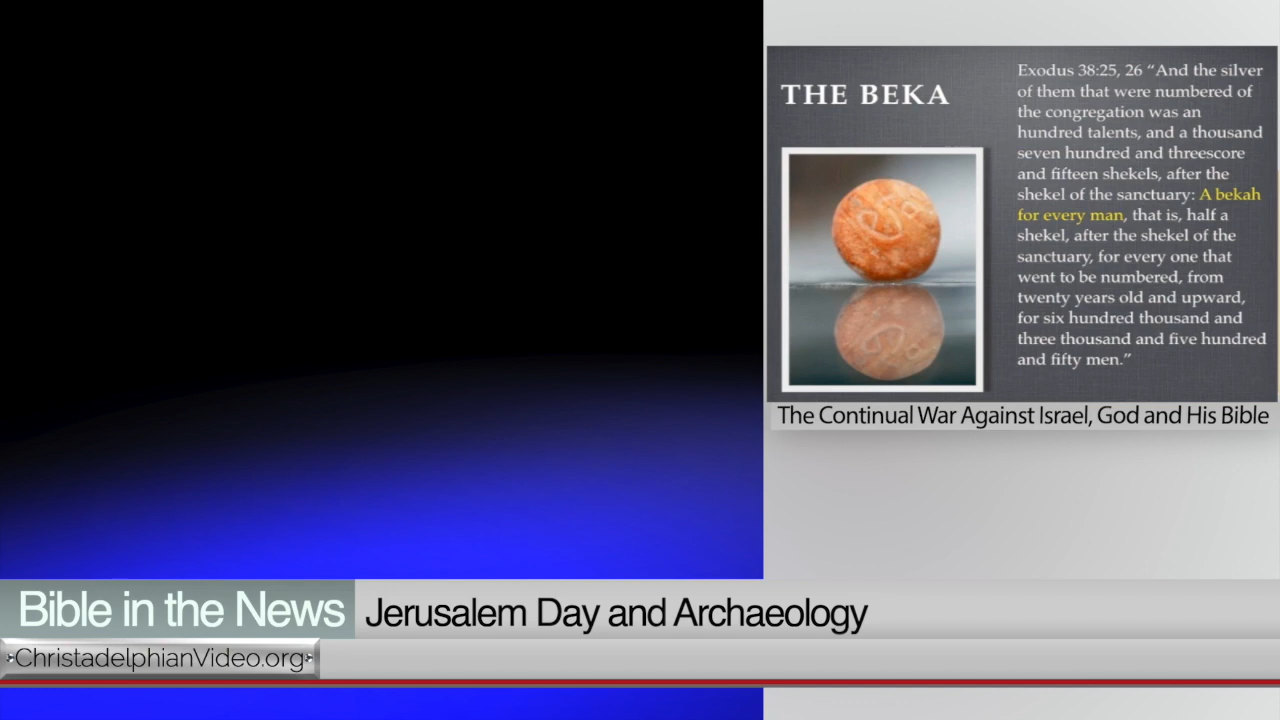 THE BEKA
Exodus 38:25, 26 “And the silver
of them that were numbered of
the congregation was an
hundred talents, and a thousand
seven hundred and threescore
and fifteen shekels, after the
shekel of the sanctuary: A bekah
for every man, that is, half a
shekel, after the shekel of the
sanctuary, for every one that
went to be numbered, from
twenty years old and upward,
for six hundred thousand and
three thousand and five hundred
and fifty men.”
The Continual War Against Israel, God and His Bible
Bible in the News
Jerusalem Day and Archaeology
ChristadelphianVideo.org